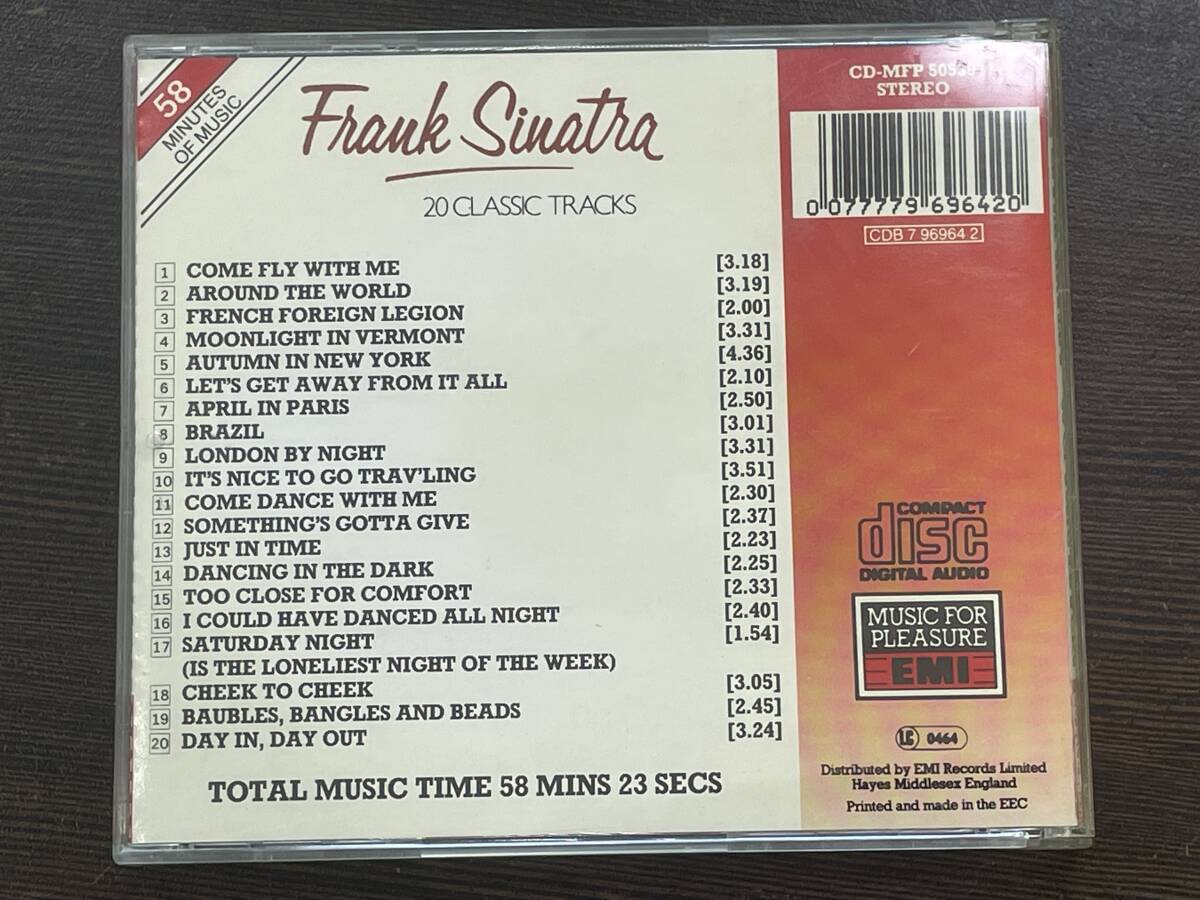 58
MINUTES
OF MUSIC
Frank Sinatra
20 CLASSIC TRACKS
1 COME FLY WITH ME [3.18]
2 AROUND THE WORLD [3.19]
3 FRENCH FOREIGN LEGION [2.00]
4 MOONLIGHT IN VERMONT [3.31]
5 AUTUMN IN NEW YORK [4.36]
6 LET'S GET AWAY FROM IT ALL [2.10]
7 APRIL IN PARIS [2.50]
8 BRAZIL [3.01]
9 LONDON BY NIGHT [3.31]
10 IT'S NICE TO GO TRAV'LING [3.51]
11 COME DANCE WITH ME [2.30]
12 SOMETHING'S GOTTA GIVE [2.37]
13 JUST IN TIME [2.23]
14 DANCING IN THE DARK [2.25]
15 TOO CLOSE FOR COMFORT [2.33]
16 I COULD HAVE DANCED ALL NIGHT [2.40]
17 SATURDAY NIGHT [1.54]
(IS THE LONELIEST NIGHT OF THE WEEK)
18 CHEEK TO CHEEK [3.05]
19 BAUBLES, BANGLES AND BEADS [2.45]
20 DAY IN, DAY OUT [3.24]
TOTAL MUSIC TIME 58 MINS 23 SECS
CD-MFP
STEREO
0 77779 69642 0
CDB 7 96964 2
COMPACT
disc
DIGITAL AUDIO
MUSIC FOR
PLEASURE
EMI
LC 0464
Distributed by EMI Records Limited
Hayes Middlesex England
Printed and made in the EEC